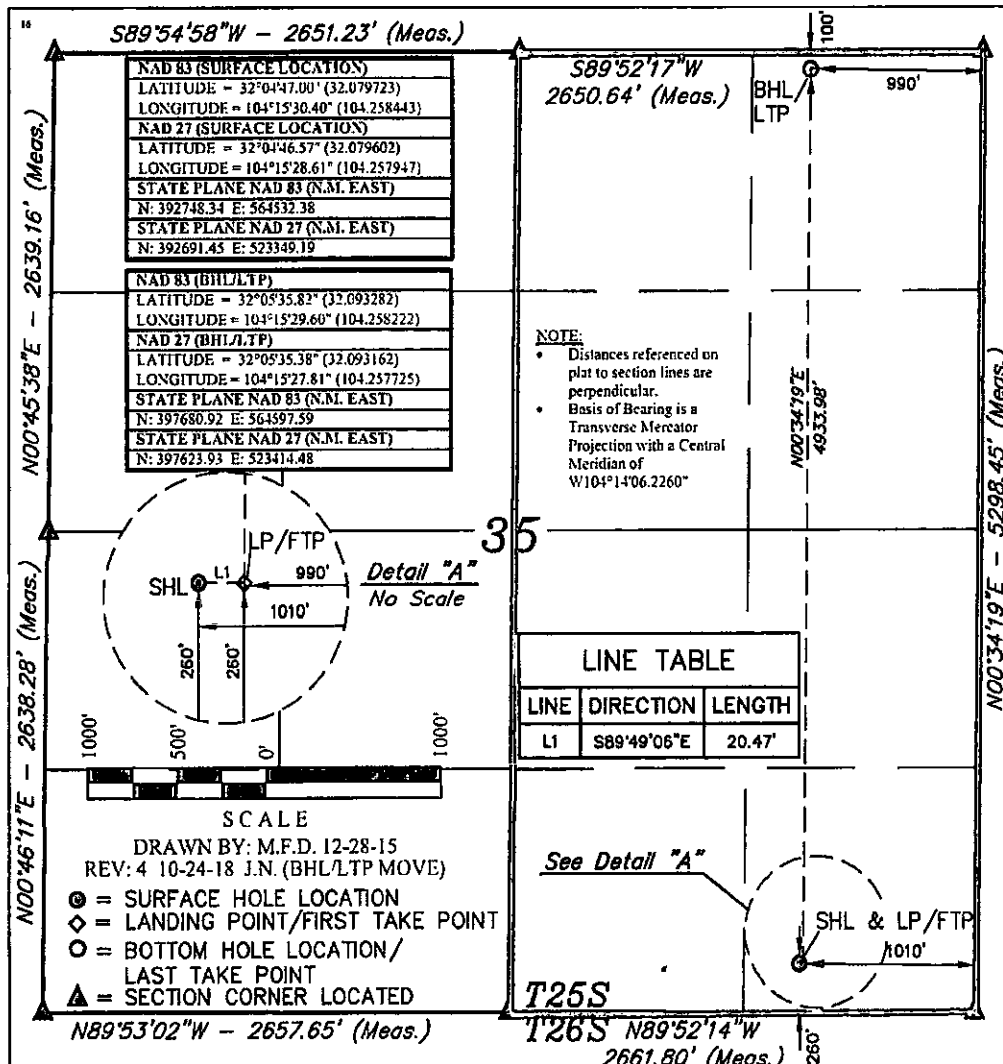 16
S89°54'58"W – 2651.23' (Meas.)
S89°52'17"W
2650.64' (Meas.)
100'
990'
BHL/
LTP
NAD 83 (SURFACE LOCATION)
LATITUDE = 32°04'47.00" (32.079723)
LONGITUDE = 104°15'30.40" (104.258443)
NAD 27 (SURFACE LOCATION)
LATITUDE = 32°04'46.57" (32.079602)
LONGITUDE = 104°15'28.61" (104.257947)
STATE PLANE NAD 83 (N.M. EAST)
N: 392748.34 E: 564532.38
STATE PLANE NAD 27 (N.M. EAST)
N: 392691.45 E: 523349.19
NAD 83 (BHL/LTP)
LATITUDE = 32°05'35.82" (32.093282)
LONGITUDE = 104°15'29.60" (104.258222)
NAD 27 (BHL/LTP)
LATITUDE = 32°05'35.38" (32.093162)
LONGITUDE = 104°15'27.81" (104.257725)
STATE PLANE NAD 83 (N.M. EAST)
N: 397680.92 E: 564597.59
STATE PLANE NAD 27 (N.M. EAST)
N: 397623.93 E: 523414.48
N00°45'38"E – 2639.16' (Meas.)
NOTE:
• Distances referenced on
plat to section lines are
perpendicular.
• Basis of Bearing is a
Transverse Mercator
Projection with a Central
Meridian of
W104°14'06.2260"
N00°34'19"E
4933.98'
N00°34'19"E – 5298.45' (Meas.)
35
LP/FTP
SHL
L1
990'
1010'
260'
260'
Detail "A"
No Scale
LINE TABLE
LINE DIRECTION LENGTH
L1 S89°49'06"E 20.47'
N00°46'11"E – 2638.28' (Meas.)
1000' 500' 0' 1000'
SCALE
DRAWN BY: M.F.D. 12-28-15
REV: 4 10-24-18 J.N. (BHL/LTP MOVE)
= SURFACE HOLE LOCATION
= LANDING POINT/FIRST TAKE POINT
= BOTTOM HOLE LOCATION/
LAST TAKE POINT
= SECTION CORNER LOCATED
See Detail "A"
SHL & LP/FTP
1010'
T25S
T26S
N89°53'02"W – 2657.65' (Meas.)
N89°52'14"W
2661.80' (Meas.)
260'